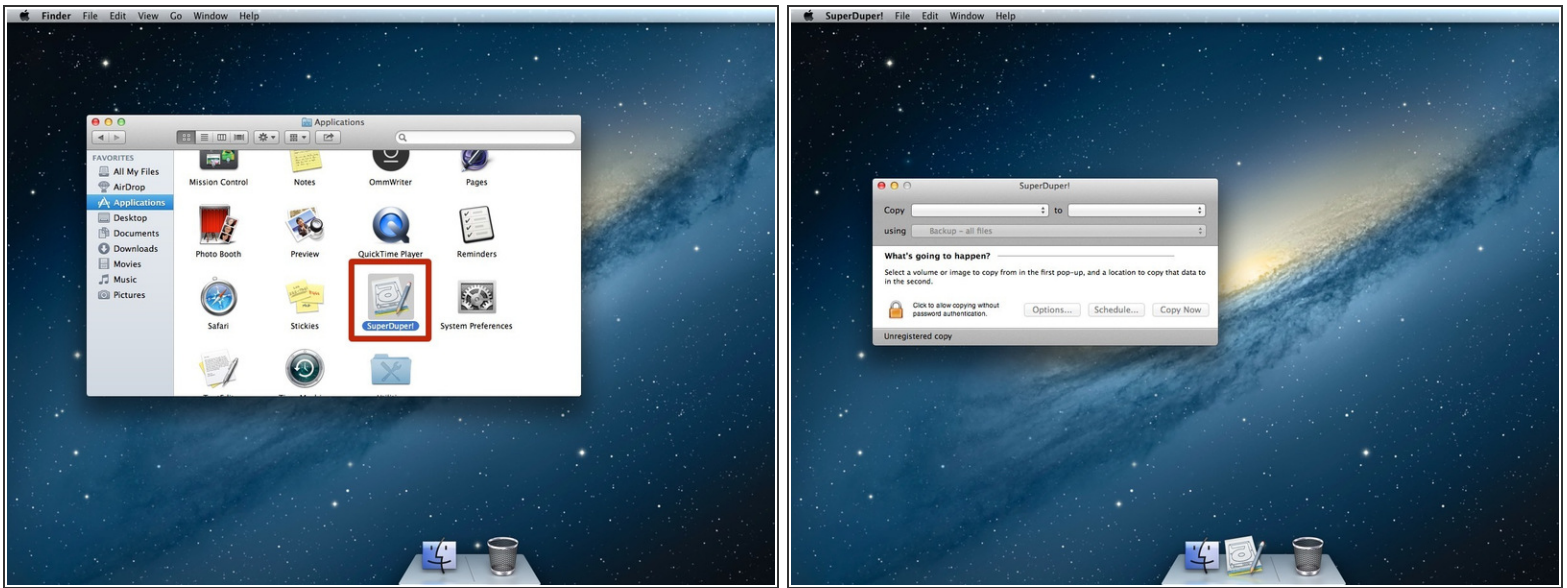 Finder File Edit View Go Window Help
Applications
FAVORITES
All My Files
AirDrop
Applications
Desktop
Documents
Downloads
Movies
Music
Pictures
Mission Control Notes OmmWriter Pages
Photo Booth Preview QuickTime Player Reminders
Safari Stickies SuperDuper! System Preferences
SuperDuper! File Edit Window Help
SuperDuper!
Copy to
using Backup – all files
What's going to happen?
Select a volume or image to copy from in the first pop-up, and a location to copy that data to
in the second.
Click to allow copying without
password authentication.
Options... Schedule... Copy Now
Unregistered copy